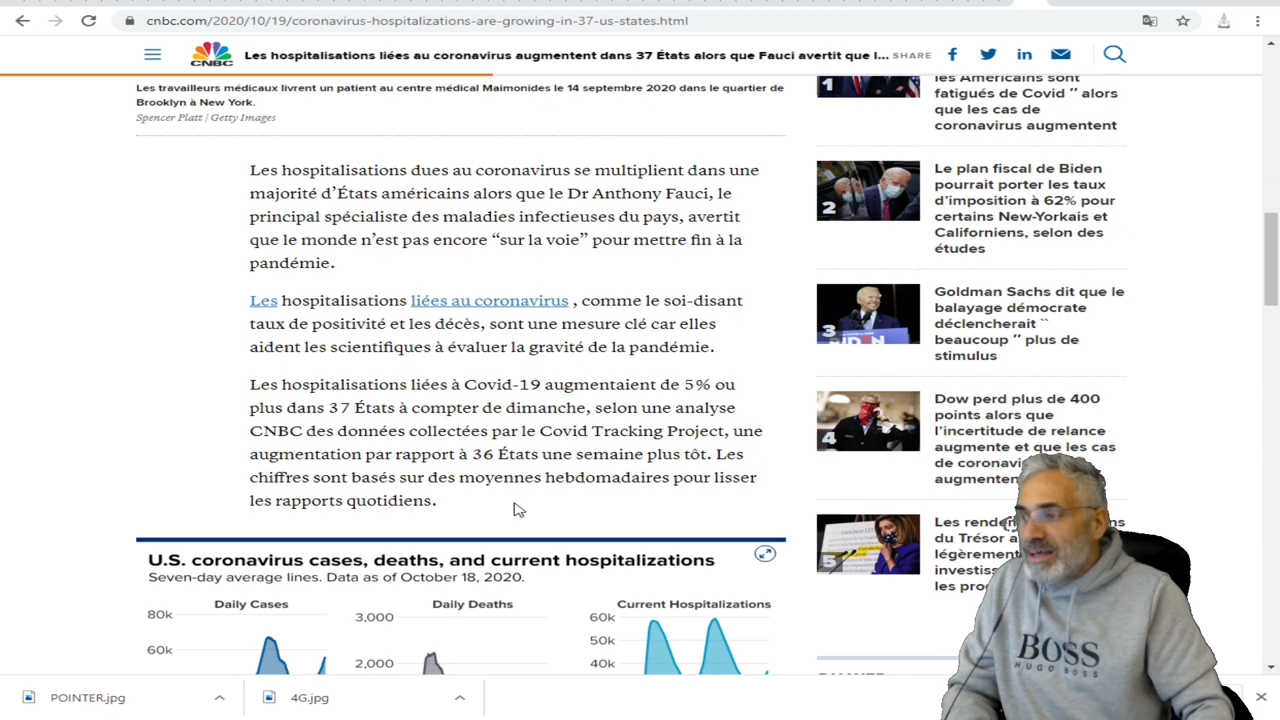 cnbc.com/2020/10/19/coronavirus-hospitalizations-are-growing-in-37-us-states.html
CNBC
Les hospitalisations liées au coronavirus augmentent dans 37 États alors que Fauci avertit que l...
SHARE
Les travailleurs médicaux livrent un patient au centre médical Maimonides le 14 septembre 2020 dans le quartier de
Brooklyn à New York.
Spencer Platt | Getty Images
Les hospitalisations dues au coronavirus se multiplient dans une
majorité d'États américains alors que le Dr Anthony Fauci, le
principal spécialiste des maladies infectieuses du pays, avertit
que le monde n'est pas encore “sur la voie” pour mettre fin à la
pandémie.
Les hospitalisations liées au coronavirus , comme le soi-disant
taux de positivité et les décès, sont une mesure clé car elles
aident les scientifiques à évaluer la gravité de la pandémie.
Les hospitalisations liées à Covid-19 augmentaient de 5% ou
plus dans 37 États à compter de dimanche, selon une analyse
CNBC des données collectées par le Covid Tracking Project, une
augmentation par rapport à 36 États une semaine plus tôt. Les
chiffres sont basés sur des moyennes hebdomadaires pour lisser
les rapports quotidiens.
U.S. coronavirus cases, deaths, and current hospitalizations
Seven-day average lines. Data as of October 18, 2020.
Daily Cases
80k
60k
Daily Deaths
3,000
2,000
Current Hospitalizations
60k
50k
40k
1
les Américains sont
fatigués de Covid ″ alors
que les cas de
coronavirus augmentent
2
Le plan fiscal de Biden
pourrait porter les taux
d'imposition à 62% pour
certains New-Yorkais et
Californiens, selon des
études
3
Goldman Sachs dit que le
balayage démocrate
déclencherait ``
beaucoup ″ plus de
stimulus
4
Dow perd plus de 400
points alors que
l'incertitude de relance
augmente et que les cas
de coronavi
augmenten
5
Les rende ns
du Trésor a
légèrement
investiss
les pro
BOSS
HUGO BOSS
POINTER.jpg
4G.jpg